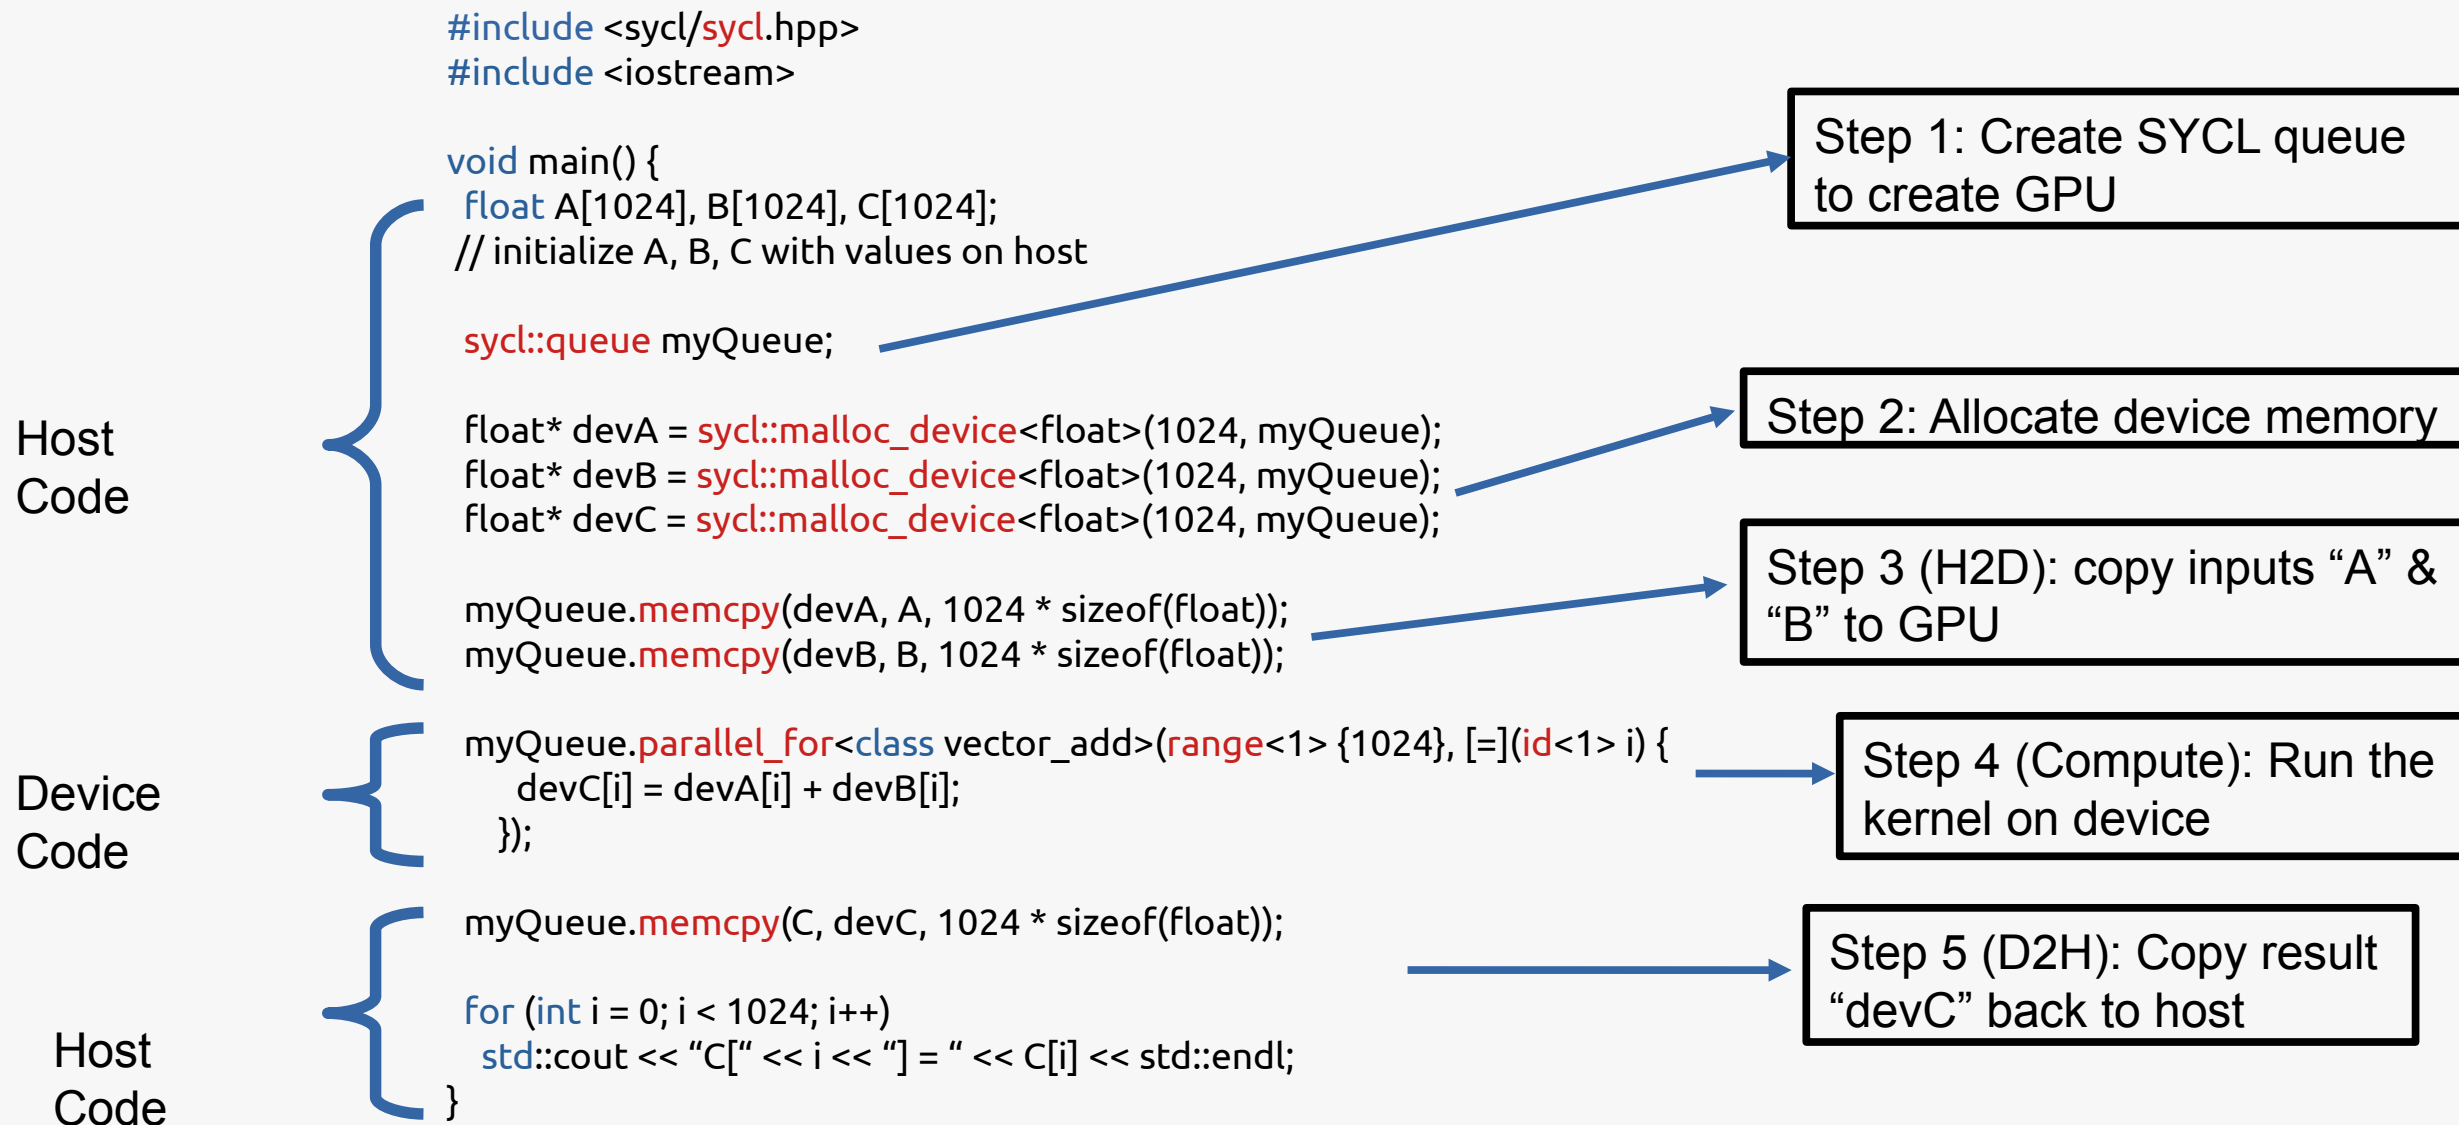 #include <sycl/sycl.hpp>
#include <iostream>
void main() {
float A[1024], B[1024], C[1024];
// initialize A, B, C with values on host
sycl::queue myQueue;
float* devA = sycl::malloc_device<float>(1024, myQueue);
float* devB = sycl::malloc_device<float>(1024, myQueue);
float* devC = sycl::malloc_device<float>(1024, myQueue);
myQueue.memcpy(devA, A, 1024 * sizeof(float));
myQueue.memcpy(devB, B, 1024 * sizeof(float));
myQueue.parallel_for<class vector_add>(range<1> {1024}, [=](id<1> i) {
devC[i] = devA[i] + devB[i];
});
myQueue.memcpy(C, devC, 1024 * sizeof(float));
for (int i = 0; i < 1024; i++)
std::cout << “C[“ << i << “] = “ << C[i] << std::endl;
}
Host
Code
Device
Code
Host
Code
Step 1: Create SYCL queue
to create GPU
Step 2: Allocate device memory
Step 3 (H2D): copy inputs “A” &
“B” to GPU
Step 4 (Compute): Run the
kernel on device
Step 5 (D2H): Copy result
“devC” back to host